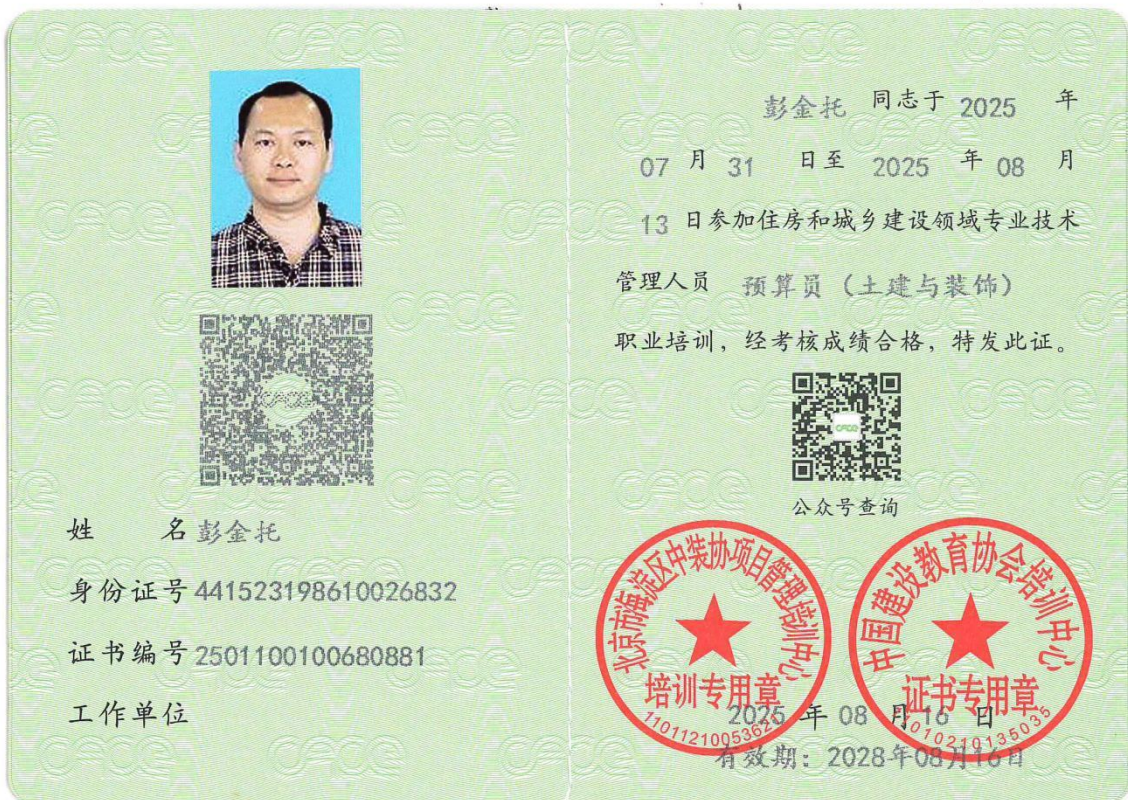 彭金托 同志于 2025 年
07 月 31 日至 2025 年 08 月
13 日参加住房和城乡建设领域专业技术
管理人员 预算员（土建与装饰）
职业培训，经考核成绩合格，特发此证。
公众号查询
姓 名 彭金托
身份证号 441523198610026832
证书编号 2501100100680881
工作单位
北京市海淀区中装协项目管理培训中心
培训专用章
中国建设教育协会培训中心
证书专用章
11010210135035
2025 年 08 月 16 日
有效期：2028年08月16日